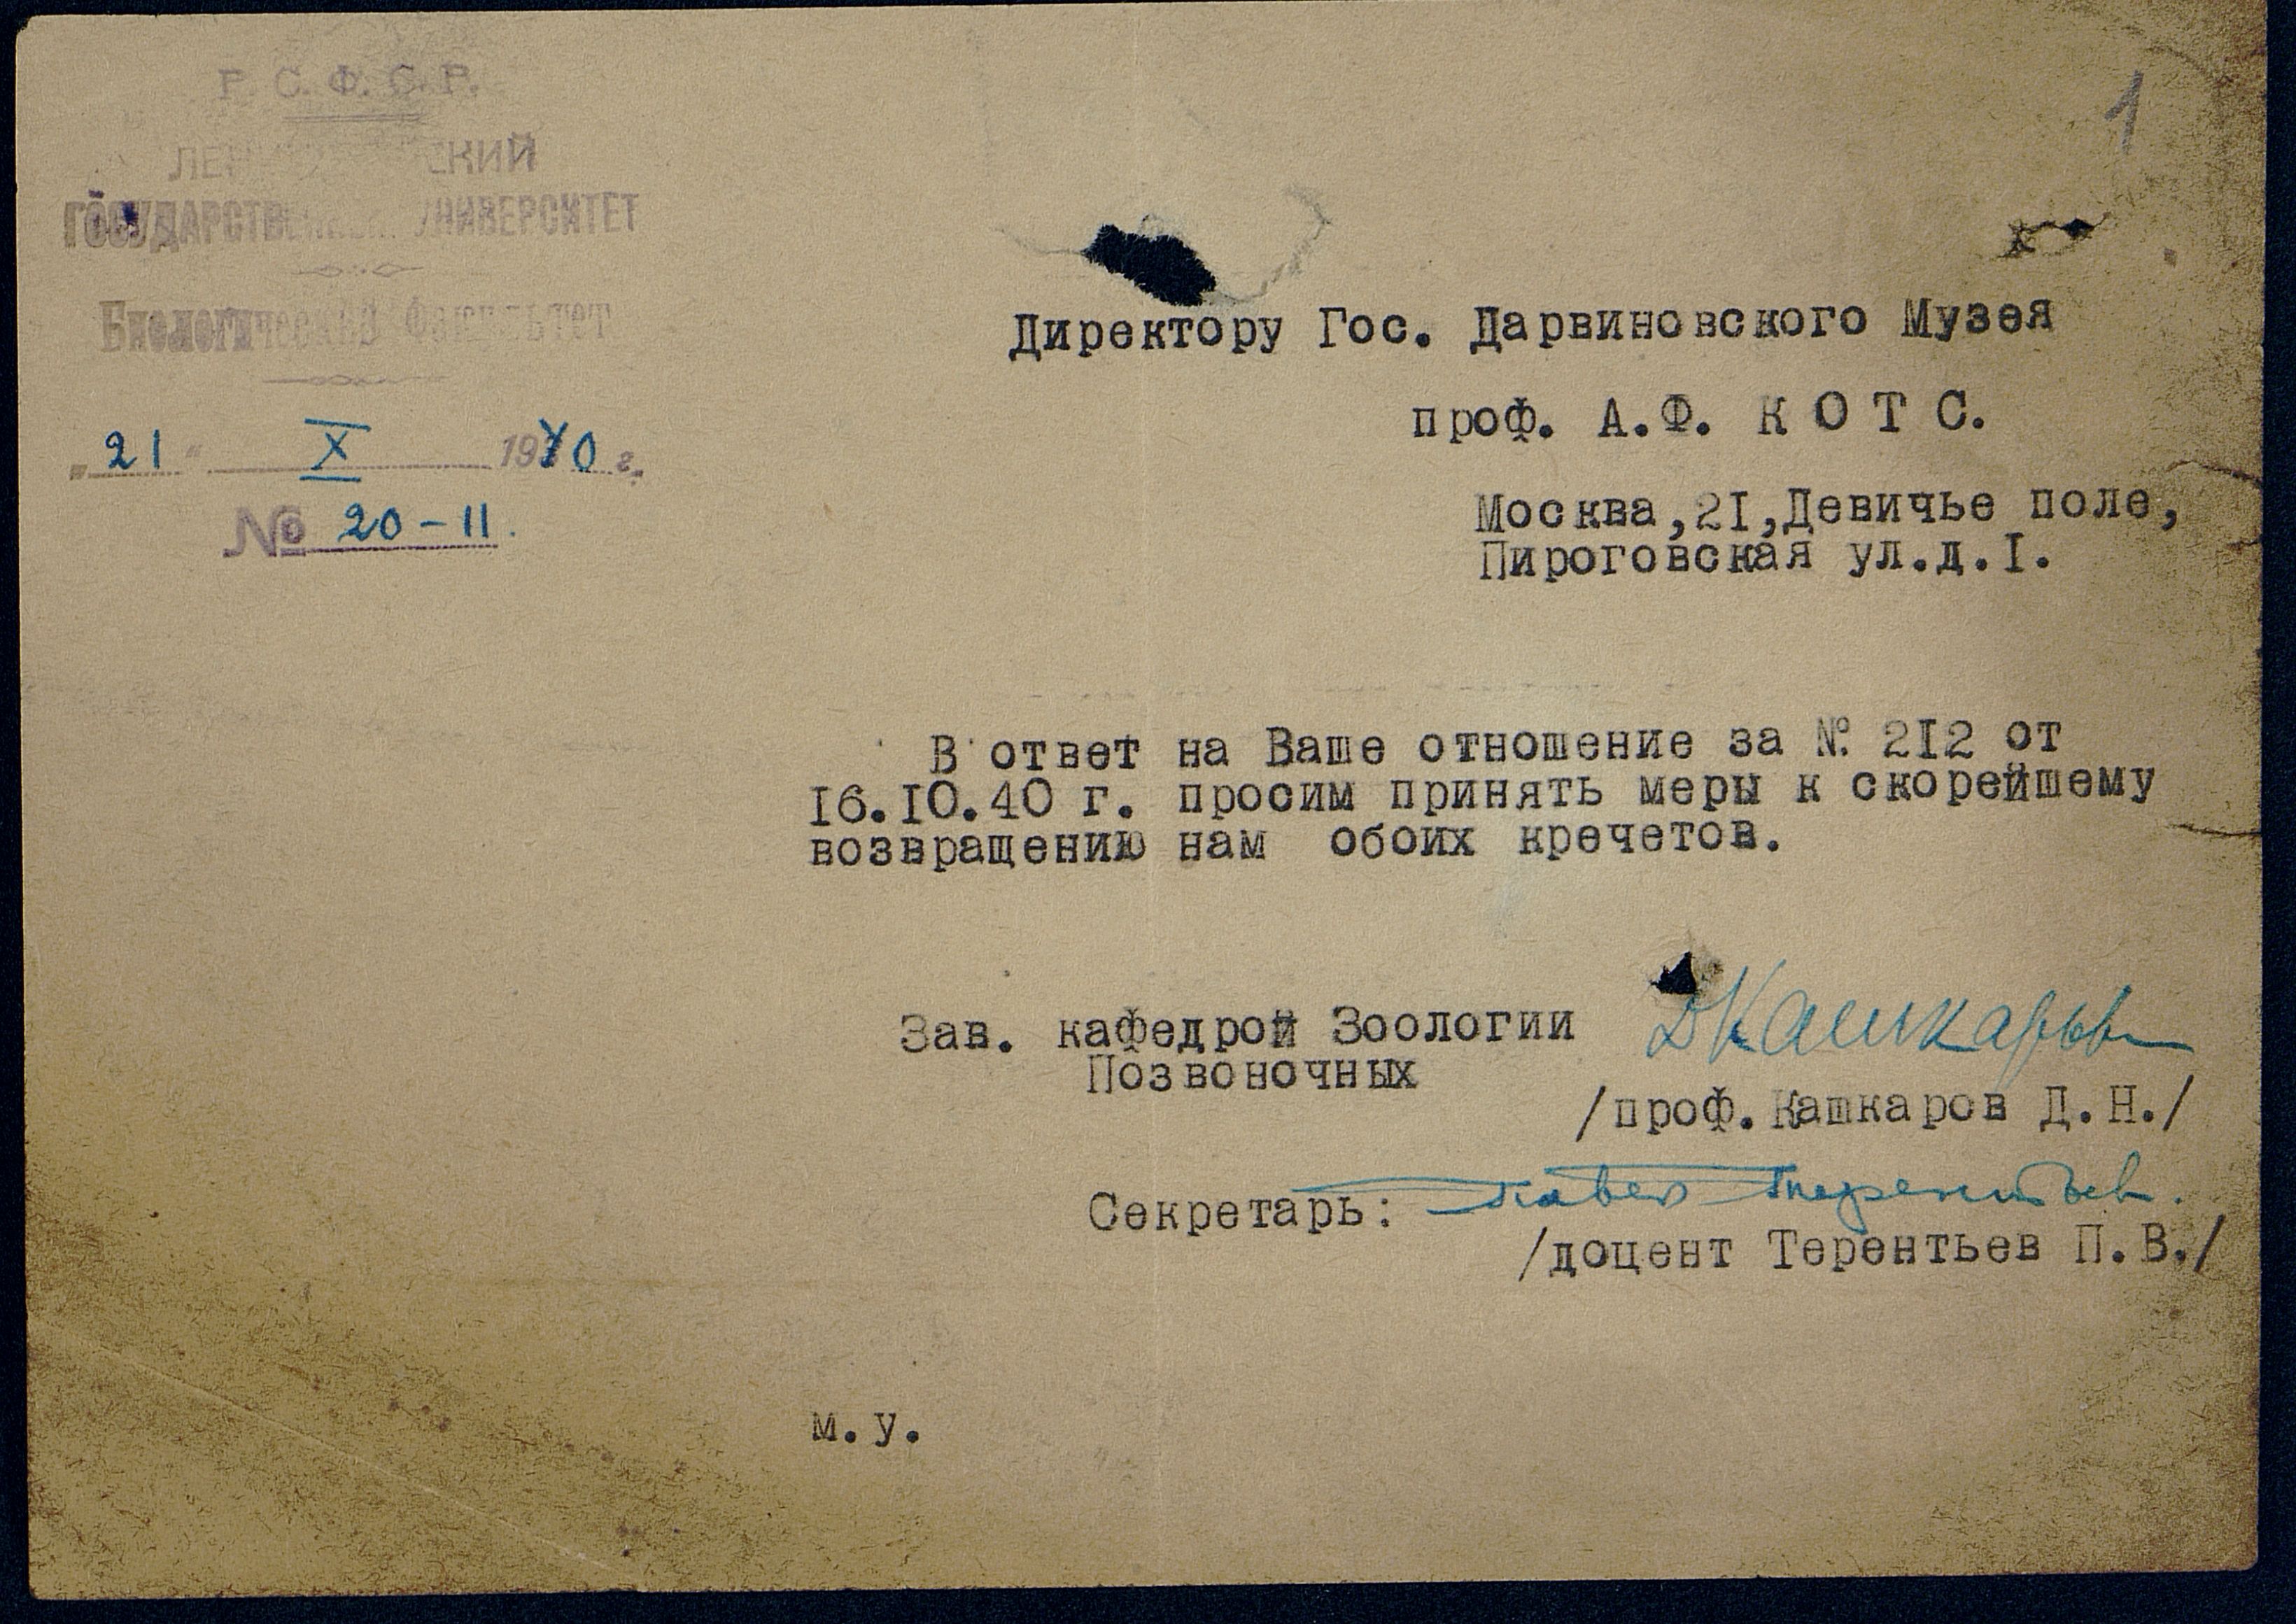 Р. С. Ф. С. Р.
ГОСУДАРСТВЕННЫЙ УНИВЕРСИТЕТ
Биологический Факультет
„21“ X 1940 г.
№ 20-11.
1
Директору Гос. Дарвиновского Музея
проф. А.Ф. К О Т С.
Москва,21,Девичье поле,
Пироговская ул.д.1.
В ответ на Ваше отношение за № 212 от
16.10.40 г. просим принять меры к скорейшему
возвращению нам обоих кречетов.
Зав. кафедрой Зоологии ДКашкаров
Позвоночных
/проф.Кашкаров Д.Н./
Секретарь: Павел Терентьев.
/доцент Терентьев П.В./
м.у.